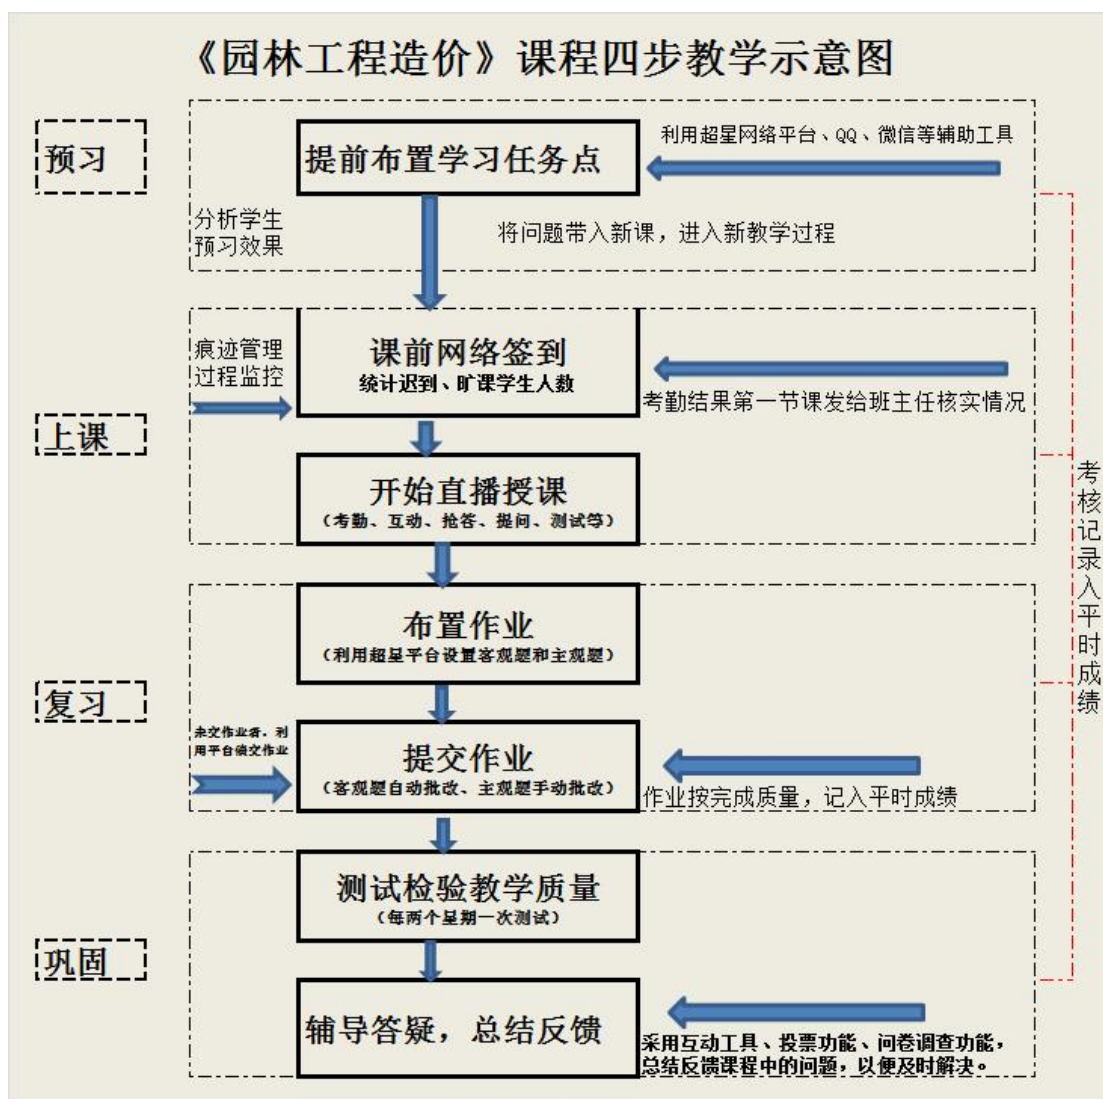 《园林工程造价》课程四步教学示意图
预习
提前布置学习任务点
利用超星网络平台、QQ、微信等辅助工具
分析学生
预习效果
将问题带入新课，进入新教学过程
上课
痕迹管理
过程监控
课前网络签到
统计迟到、旷课学生人数
考勤结果第一节课发给班主任核实情况
开始直播授课
（考勤、互动、抢答、提问、测试等）
复习
布置作业
（利用超星平台设置客观题和主观题）
未交作业者，利
用平台催交作业
提交作业
（客观题自动批改、主观题手动批改）
作业按完成质量，记入平时成绩
巩固
测试检验教学质量
（每两个星期一次测试）
辅导答疑，总结反馈
采用互动工具、投票功能、问卷调查功能，
总结反馈课程中的问题，以便及时解决。
考核记录入平时成绩